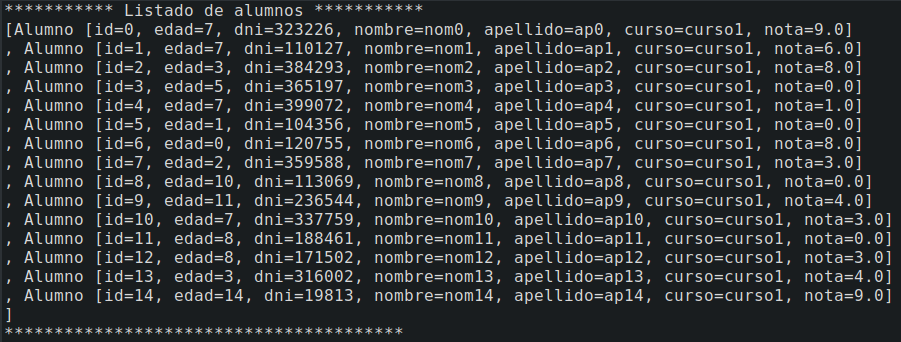 *********** Listado de alumnos ***********
[Alumno [id=0, edad=7, dni=323226, nombre=nom0, apellido=ap0, curso=curso1, nota=9.0]
, Alumno [id=1, edad=7, dni=110127, nombre=nom1, apellido=ap1, curso=curso1, nota=6.0]
, Alumno [id=2, edad=3, dni=384293, nombre=nom2, apellido=ap2, curso=curso1, nota=8.0]
, Alumno [id=3, edad=5, dni=365197, nombre=nom3, apellido=ap3, curso=curso1, nota=0.0]
, Alumno [id=4, edad=7, dni=399072, nombre=nom4, apellido=ap4, curso=curso1, nota=1.0]
, Alumno [id=5, edad=1, dni=104356, nombre=nom5, apellido=ap5, curso=curso1, nota=0.0]
, Alumno [id=6, edad=0, dni=120755, nombre=nom6, apellido=ap6, curso=curso1, nota=8.0]
, Alumno [id=7, edad=2, dni=359588, nombre=nom7, apellido=ap7, curso=curso1, nota=3.0]
, Alumno [id=8, edad=10, dni=113069, nombre=nom8, apellido=ap8, curso=curso1, nota=0.0]
, Alumno [id=9, edad=11, dni=236544, nombre=nom9, apellido=ap9, curso=curso1, nota=4.0]
, Alumno [id=10, edad=7, dni=337759, nombre=nom10, apellido=ap10, curso=curso1, nota=3.0]
, Alumno [id=11, edad=8, dni=188461, nombre=nom11, apellido=ap11, curso=curso1, nota=0.0]
, Alumno [id=12, edad=8, dni=171502, nombre=nom12, apellido=ap12, curso=curso1, nota=3.0]
, Alumno [id=13, edad=3, dni=316002, nombre=nom13, apellido=ap13, curso=curso1, nota=4.0]
, Alumno [id=14, edad=14, dni=19813, nombre=nom14, apellido=ap14, curso=curso1, nota=9.0]
]
****************************************